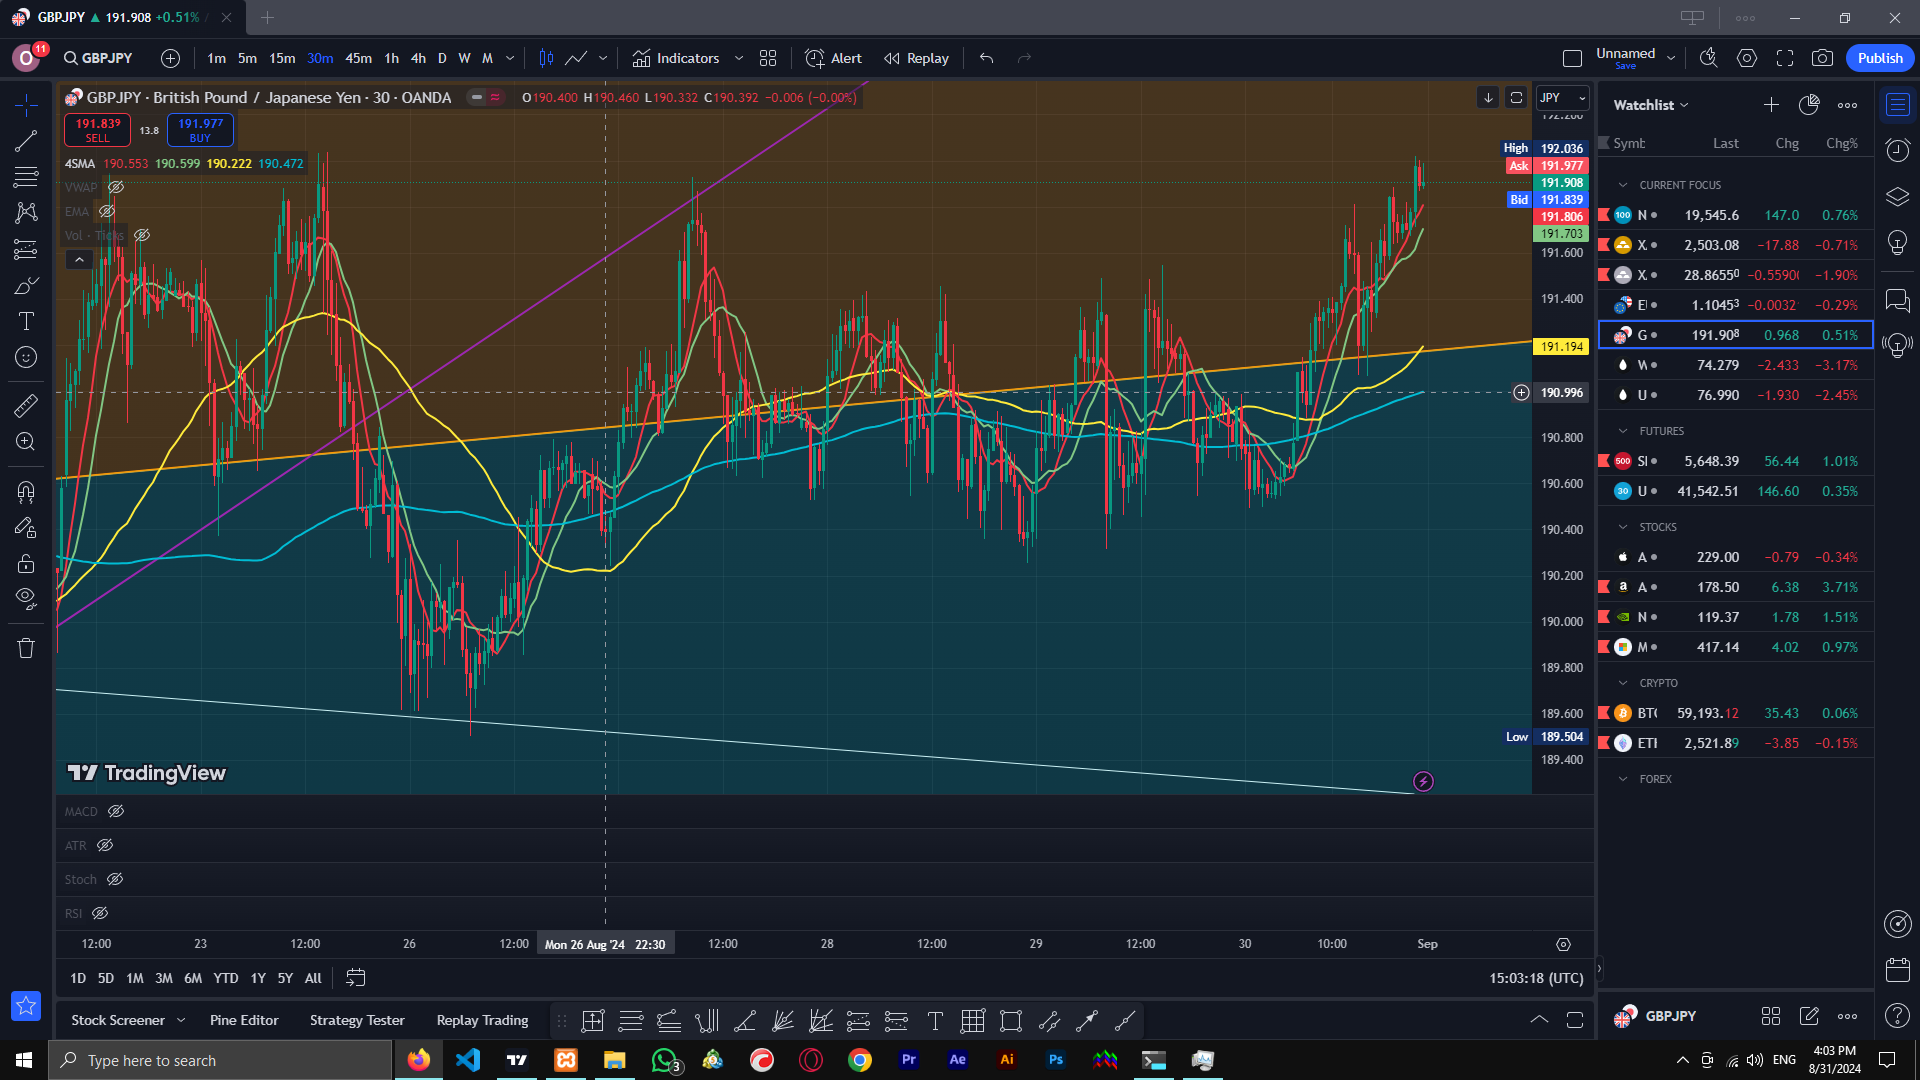 GBPJPY ▲ 191.908 +0.51% /
O 11 GBPJPY 1m 5m 15m 30m 45m 1h 4h D W M Indicators Alert Replay Unnamed Save Publish
GBPJPY · British Pound / Japanese Yen · 30 · OANDA O190.400 H190.460 L190.332 C190.392 −0.006 (−0.00%)
191.839 SELL 13.8 191.977 BUY
4SMA 190.553 190.599 190.222 190.472
VWAP
EMA
Vol · Ticks
JPY
192.200
High 192.036
Ask 191.977
191.908
Bid 191.839
191.806
191.703
191.600
191.400
191.194
190.996
190.800
190.600
190.400
190.200
190.000
189.800
189.600
Low 189.504
189.400
TradingView
MACD
ATR
Stoch
RSI
12:00 23 12:00 26 12:00 Mon 26 Aug '24 22:30 12:00 28 12:00 29 12:00 30 10:00 Sep
1D 5D 1M 3M 6M YTD 1Y 5Y All 15:03:18 (UTC)
Stock Screener Pine Editor Strategy Tester Replay Trading
Watchlist
Symb Last Chg Chg%
CURRENT FOCUS
100 N 19,545.6 147.0 0.76%
X 2,503.08 −17.88 −0.71%
X 28.8655⁰ −0.5590 −1.90%
E 1.1045³ −0.0032 −0.29%
G 191.90⁸ 0.968 0.51%
W 74.279 −2.433 −3.17%
U 76.990 −1.930 −2.45%
FUTURES
500 S 5,648.39 56.44 1.01%
30 U 41,542.51 146.60 0.35%
STOCKS
A 229.00 −0.79 −0.34%
A 178.50 6.38 3.71%
N 119.37 1.78 1.51%
M 417.14 4.02 0.97%
CRYPTO
BTC 59,193.12 35.43 0.06%
ETH 2,521.89 −3.85 −0.15%
FOREX
GBPJPY
Type here to search 3 Pr Ae Ai Ps ENG 4:03 PM
8/31/2024